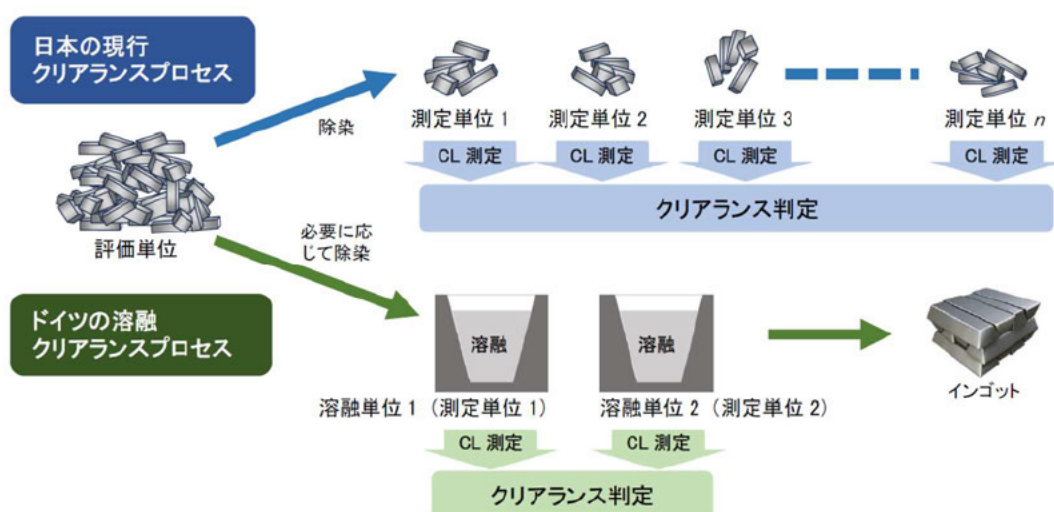 日本の現行
クリアランスプロセス
除染
測定単位 1
測定単位 2
測定単位 3
測定単位 n
CL 測定
CL 測定
CL 測定
CL 測定
クリアランス判定
評価単位
必要に応
じて除染
ドイツの溶融
クリアランスプロセス
溶融
溶融
インゴット
溶融単位 1（測定単位 1）
溶融単位 2（測定単位 2）
CL 測定
CL 測定
クリアランス判定